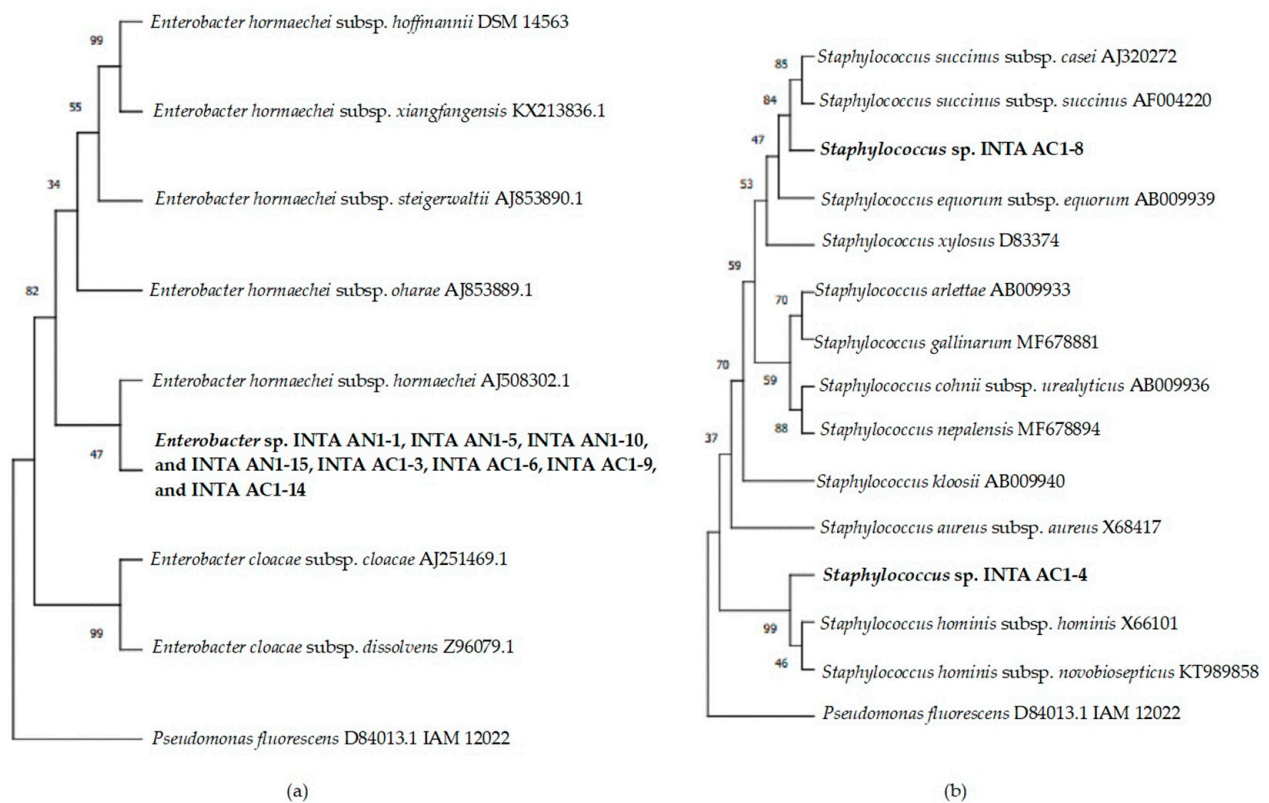 Enterobacter hormaechei subsp. hoffmannii DSM 14563
99
55
Enterobacter hormaechei subsp. xiangfangensis KX213836.1
34
Enterobacter hormaechei subsp. steigerwaltii AJ853890.1
82
Enterobacter hormaechei subsp. oharae AJ853889.1
Enterobacter hormaechei subsp. hormaechei AJ508302.1
47
Enterobacter sp. INTA AN1-1, INTA AN1-5, INTA AN1-10,
and INTA AN1-15, INTA AC1-3, INTA AC1-6, INTA AC1-9,
and INTA AC1-14
Enterobacter cloacae subsp. cloacae AJ251469.1
99
Enterobacter cloacae subsp. dissolvens Z96079.1
Pseudomonas fluorescens D84013.1 IAM 12022
(a)
Staphylococcus succinus subsp. casei AJ320272
85
84
Staphylococcus succinus subsp. succinus AF004220
47
Staphylococcus sp. INTA AC1-8
53
Staphylococcus equorum subsp. equorum AB009939
Staphylococcus xylosus D83374
59
Staphylococcus arlettae AB009933
70
Staphylococcus gallinarum MF678881
70
59
Staphylococcus cohnii subsp. urealyticus AB009936
88
Staphylococcus nepalensis MF678894
37
Staphylococcus kloosii AB009940
Staphylococcus aureus subsp. aureus X68417
Staphylococcus sp. INTA AC1-4
99
Staphylococcus hominis subsp. hominis X66101
46
Staphylococcus hominis subsp. novobiosepticus KT989858
Pseudomonas fluorescens D84013.1 IAM 12022
(b)